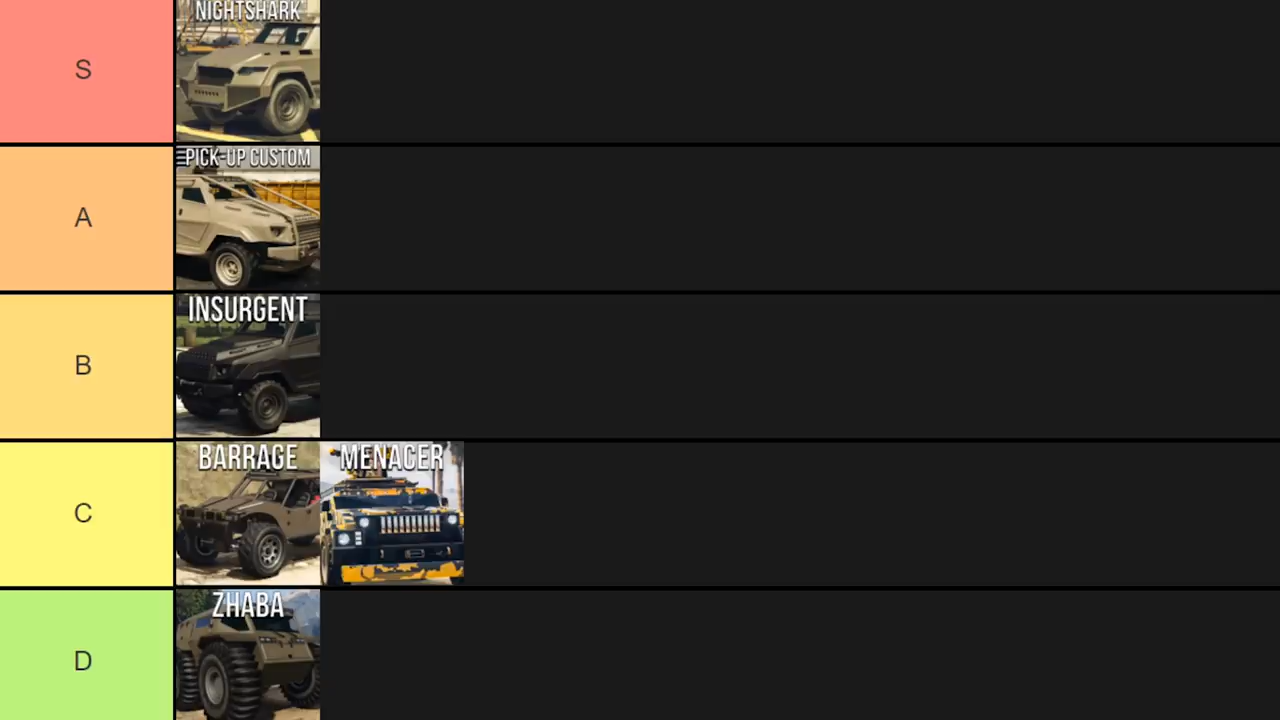 S
NIGHTSHARK
A
PICK-UP CUSTOM
B
INSURGENT
C
BARRAGE
MENACER
D
ZHABA